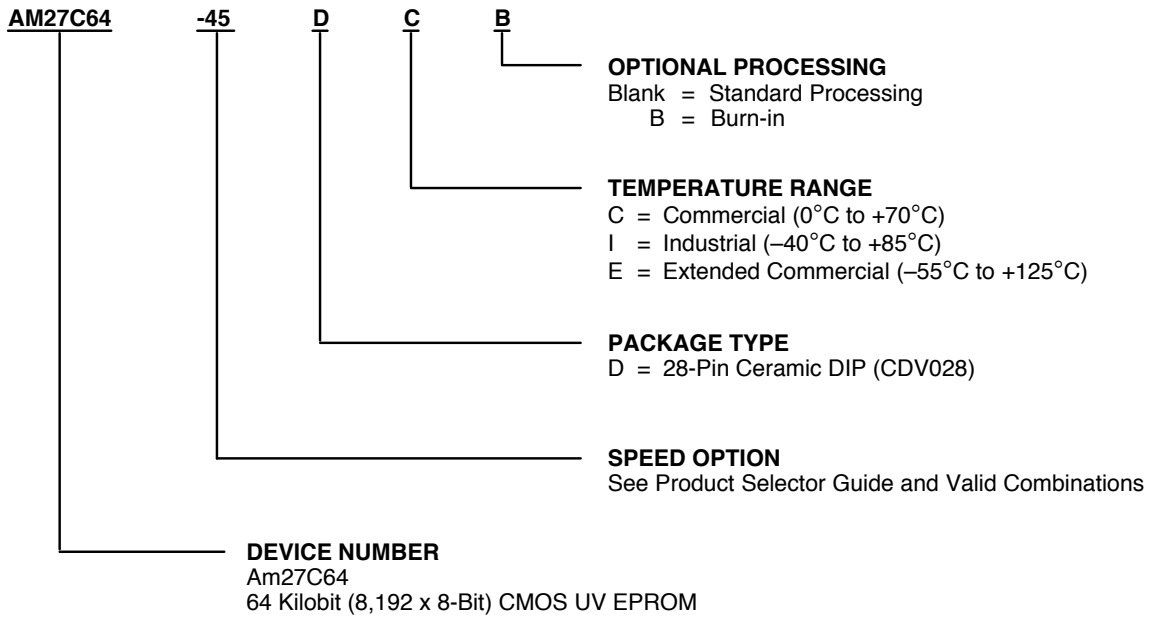 AM27C64 -45 D C B
OPTIONAL PROCESSING
Blank = Standard Processing
B = Burn-in
TEMPERATURE RANGE
C = Commercial (0°C to +70°C)
I = Industrial (–40°C to +85°C)
E = Extended Commercial (–55°C to +125°C)
PACKAGE TYPE
D = 28-Pin Ceramic DIP (CDV028)
SPEED OPTION
See Product Selector Guide and Valid Combinations
DEVICE NUMBER
Am27C64
64 Kilobit (8,192 x 8-Bit) CMOS UV EPROM